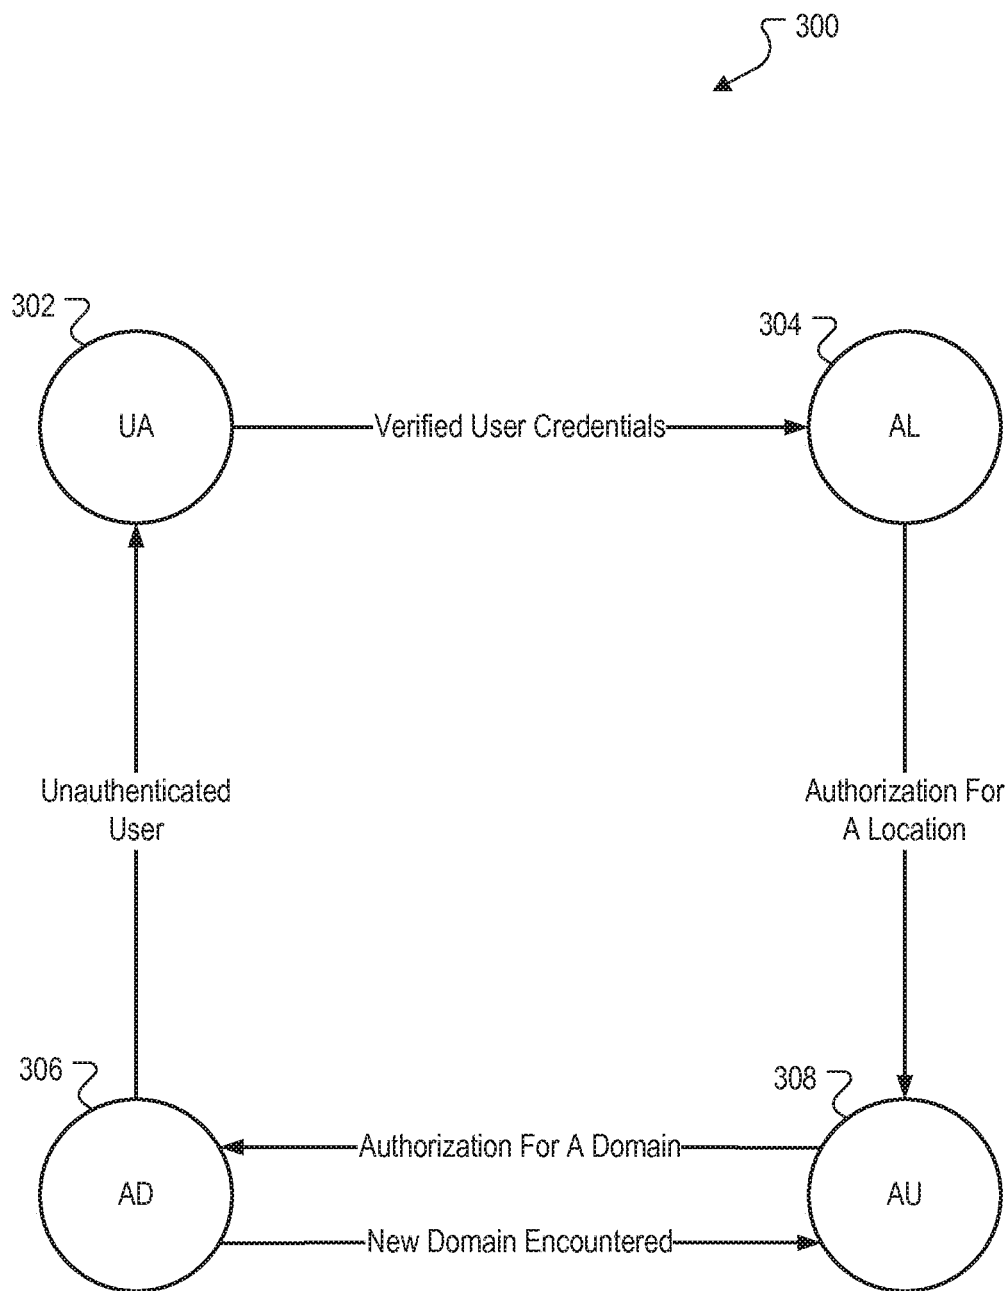 300
302
304
UA
Verified User Credentials
AL
Unauthenticated
User
Authorization For
A Location
306
308
Authorization For A Domain
AD
AU
New Domain Encountered